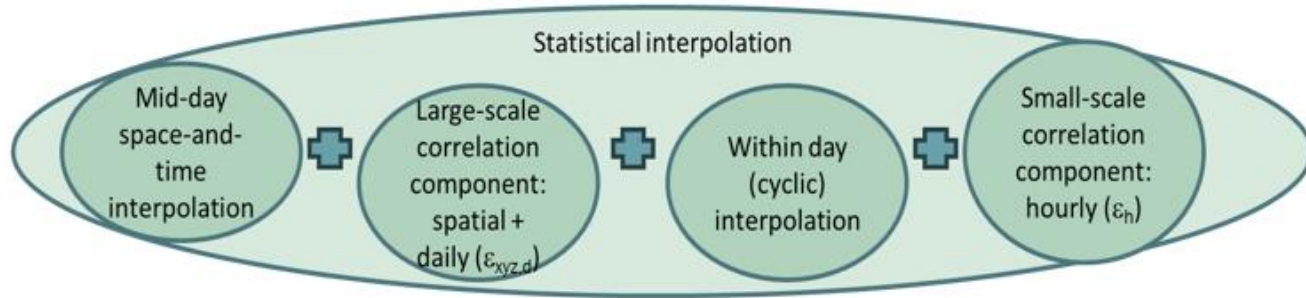 Statistical interpolation
Mid-day
space-and-
time
interpolation
Large-scale
correlation
component:
spatial +
daily (εxyz,d)
Within day
(cyclic)
interpolation
Small-scale
correlation
component:
hourly (εh)